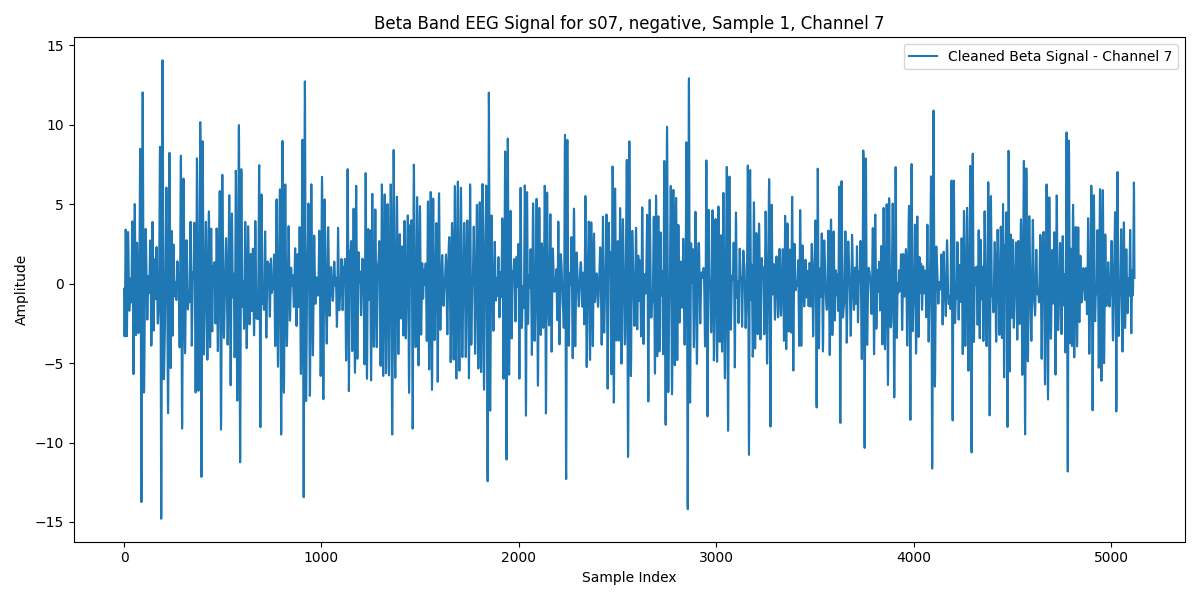 Beta Band EEG Signal for s07, negative, Sample 1, Channel 7
Cleaned Beta Signal - Channel 7
Amplitude
15
10
5
0
−5
−10
−15
0 1000 2000 3000 4000 5000
Sample Index